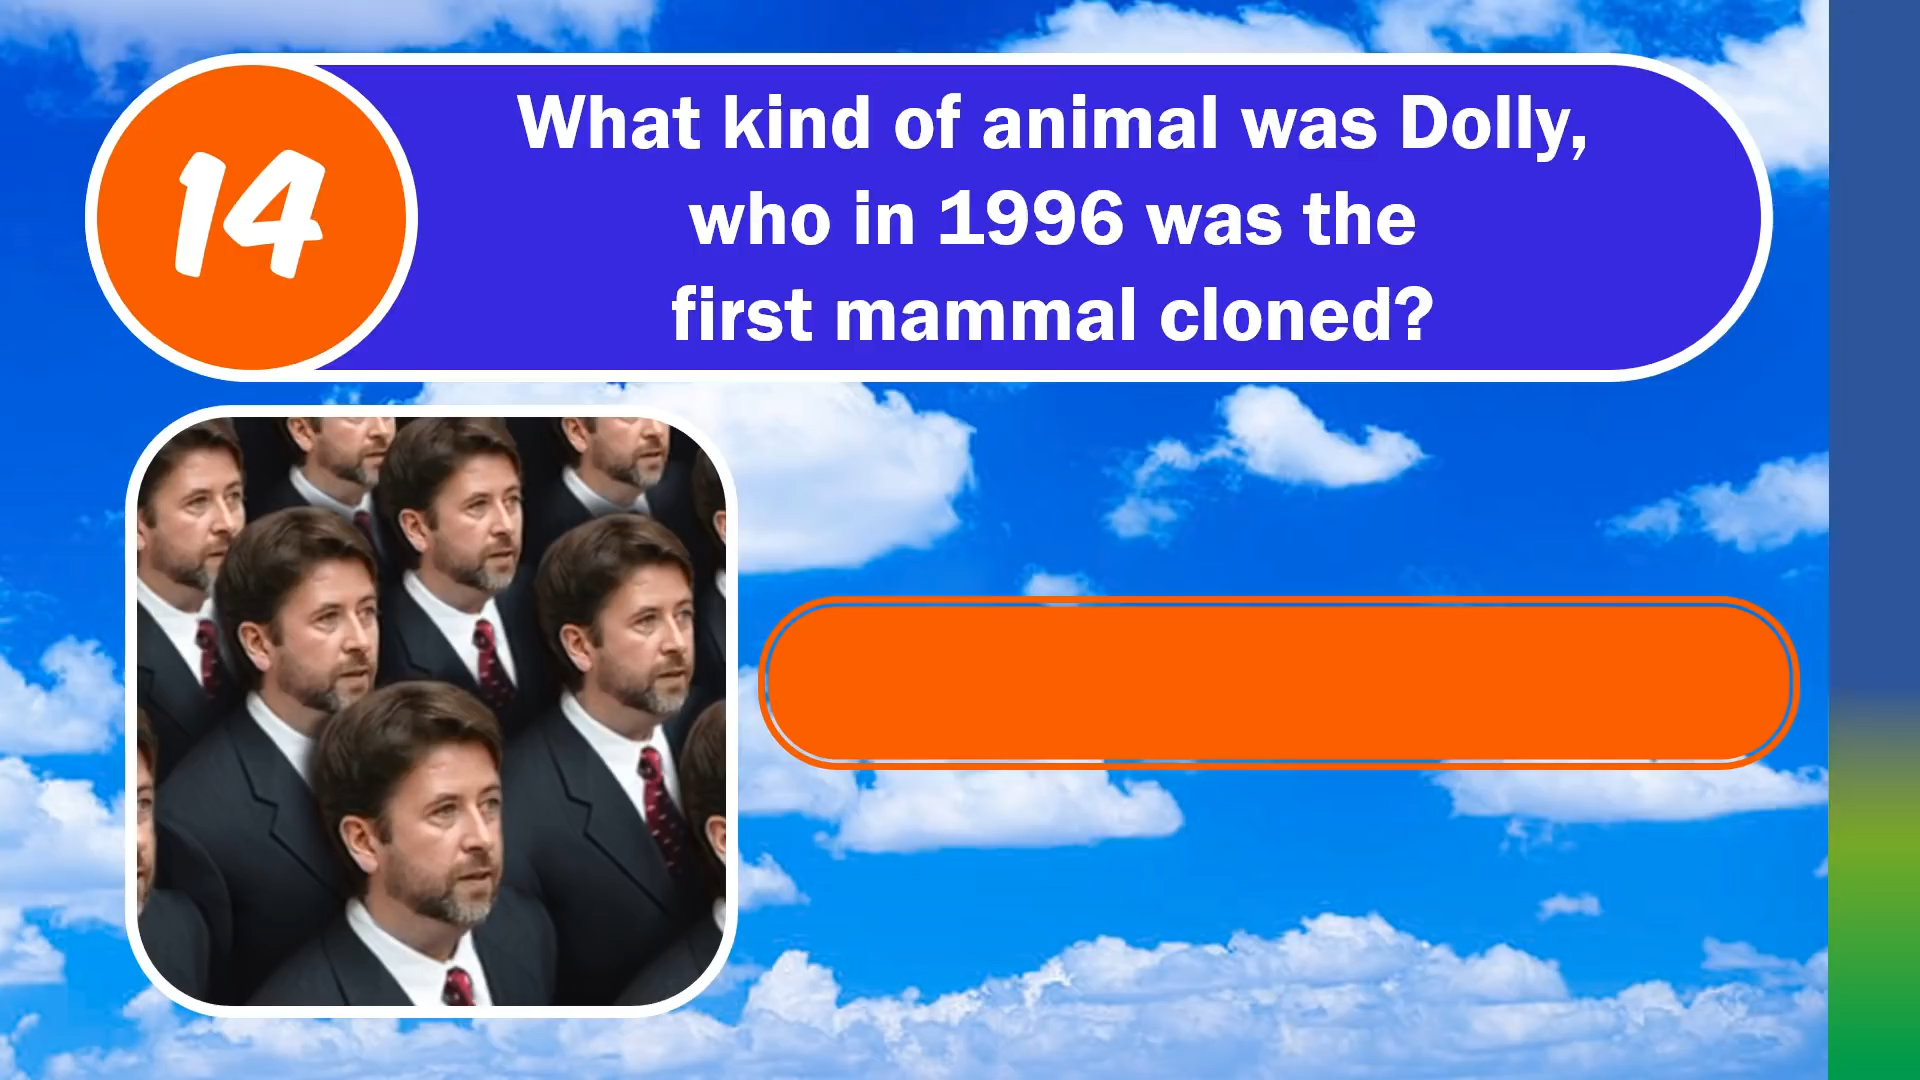 14
What kind of animal was Dolly,
who in 1996 was the
first mammal cloned?